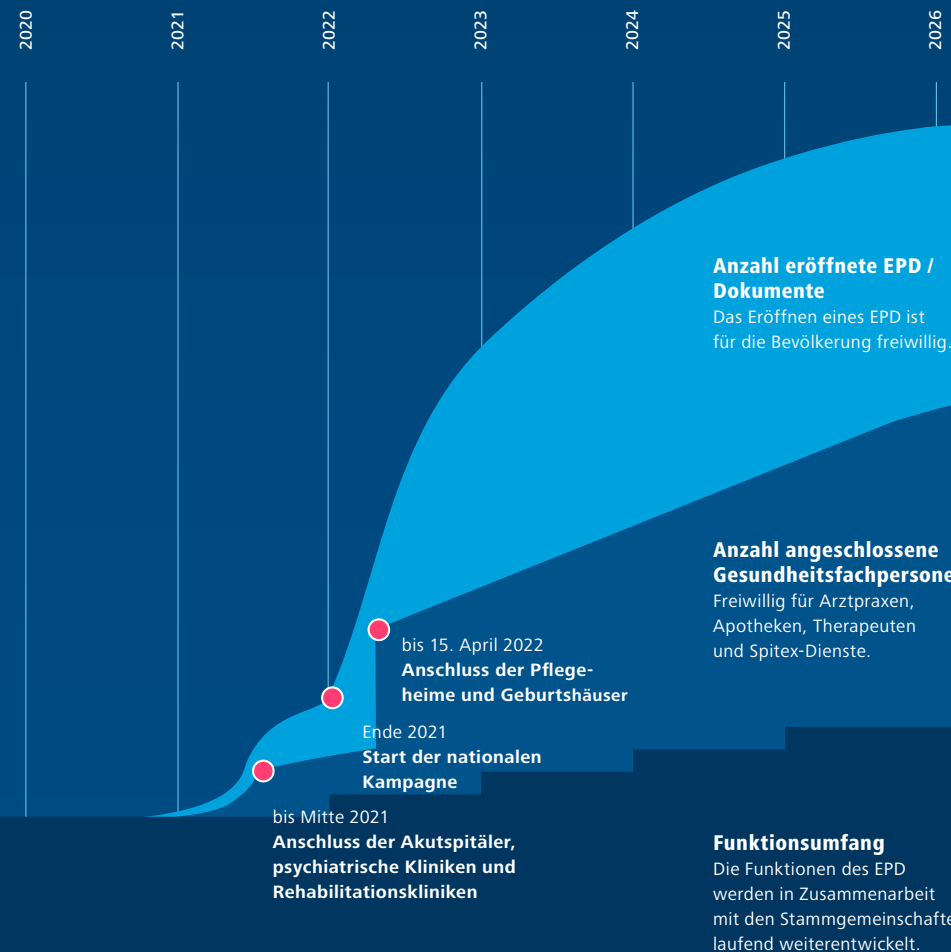 2020
2021
2022
2023
2024
2025
2026
Anzahl eröffnete EPD /
Dokumente
Das Eröffnen eines EPD ist
für die Bevölkerung freiwillig.
Anzahl angeschlossene
Gesundheitsfachpersone
Freiwillig für Arztpraxen,
Apotheken, Therapeuten
und Spitex-Dienste.
bis 15. April 2022
Anschluss der Pflege-
heime und Geburtshäuser
Ende 2021
Start der nationalen
Kampagne
bis Mitte 2021
Anschluss der Akutspitäler,
psychiatrische Kliniken und
Rehabilitationskliniken
Funktionsumfang
Die Funktionen des EPD
werden in Zusammenarbeit
mit den Stammgemeinschafte
laufend weiterentwickelt.